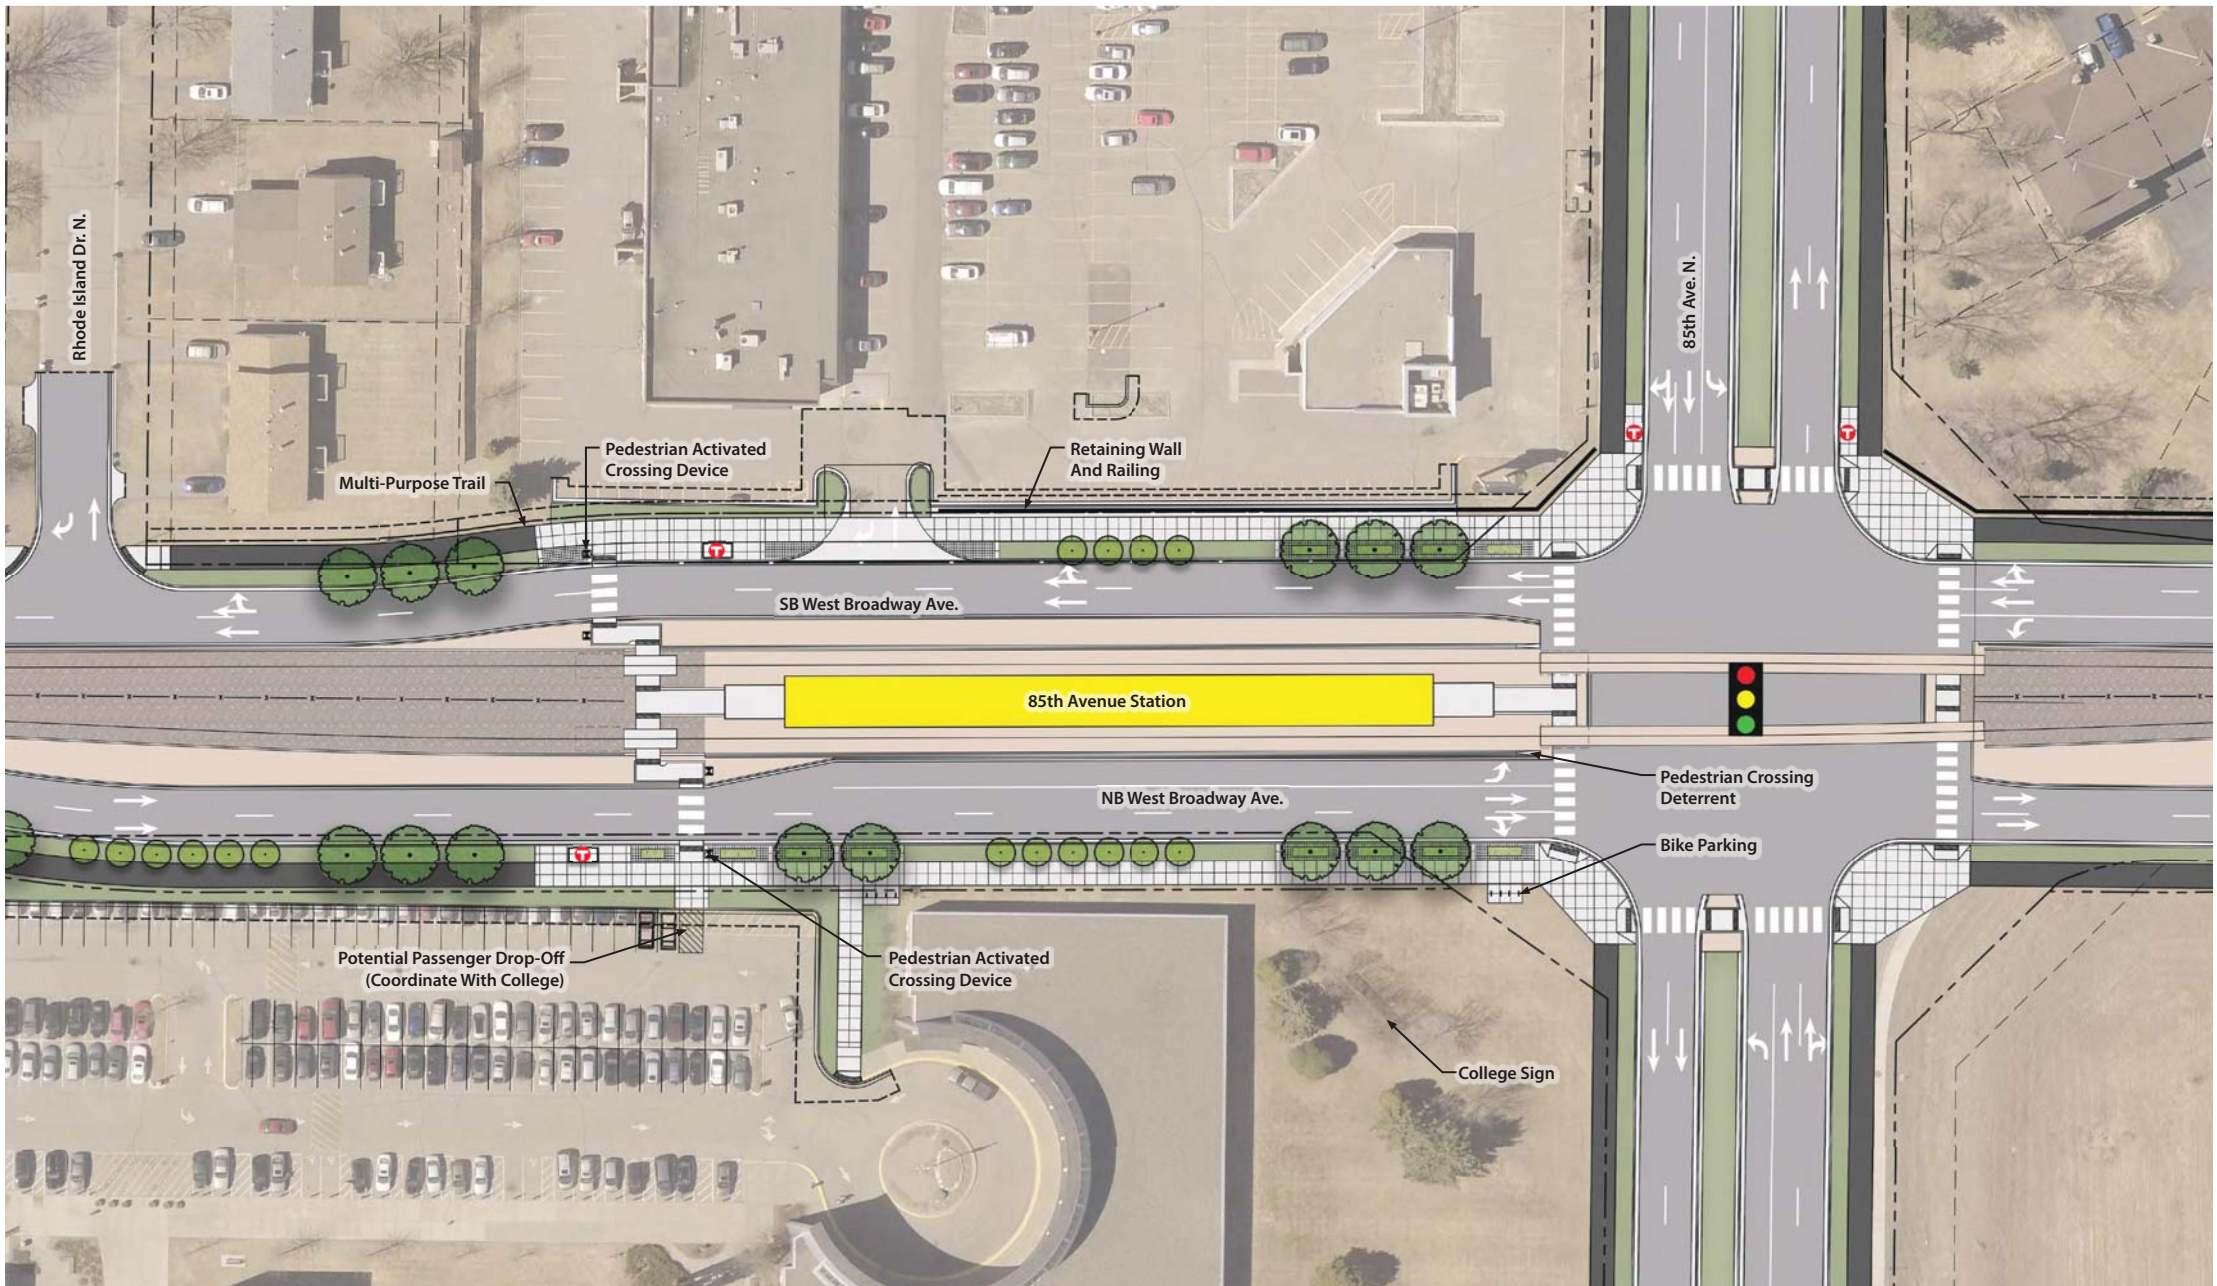 Rhode Island Dr. N.
85th Ave. N.
Pedestrian Activated
Crossing Device
Retaining Wall
And Railing
Multi-Purpose Trail
T
T
T
SB West Broadway Ave.
85th Avenue Station
Pedestrian Crossing
Deterrent
NB West Broadway Ave.
Bike Parking
T
Potential Passenger Drop-Off
(Coordinate With College)
Pedestrian Activated
Crossing Device
College Sign